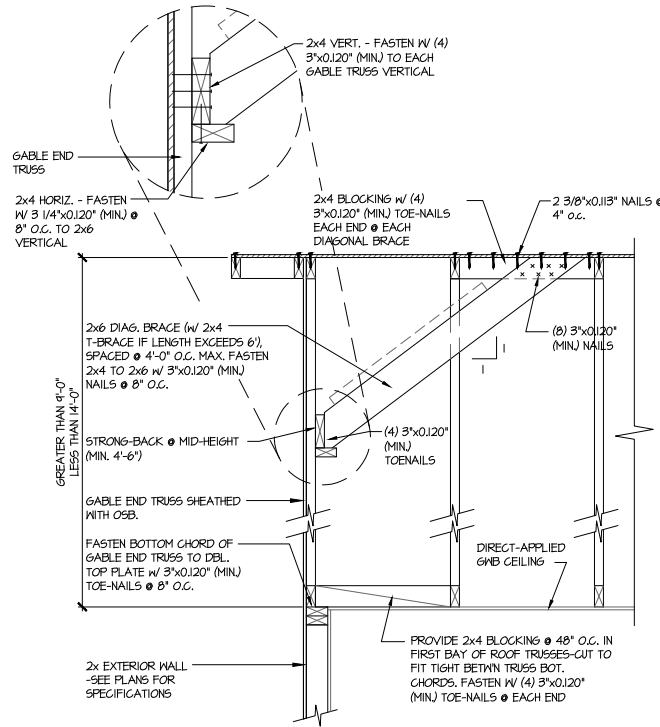 2x4 VERT. - FASTEN W/ (4)
3"x0.120" (MIN.) TO EACH
GABLE TRUSS VERTICAL
GABLE END
TRUSS
2x4 HORIZ. - FASTEN
W/ 3 1/4"x0.120" (MIN.) @
8" O.C. TO 2x6
VERTICAL
2x4 BLOCKING W/ (4)
3"x0.120" (MIN.) TOE-NAILS
EACH END @ EACH
DIAGONAL BRACE
2 3/8"x0.113" NAILS @
4" o.c.
2x6 DIAG. BRACE (W/ 2x4
T-BRACE IF LENGTH EXCEEDS 6'),
SPACED @ 4'-0" O.C. MAX. FASTEN
2x4 TO 2x6 W/ 3"x0.120" (MIN.)
NAILS @ 8" O.C.
(8) 3"x0.120"
(MIN.) NAILS
1
1
GREATER THAN 9'-0"
LESS THAN 14'-0"
STRONG-BACK @ MID-HEIGHT
(MIN. 4'-6")
(4) 3"x0.120"
(MIN.)
TOENAILS
GABLE END TRUSS SHEATHED
WITH OSB.
FASTEN BOTTOM CHORD OF
GABLE END TRUSS TO DBL.
TOP PLATE W/ 3"x0.120" (MIN.)
TOE-NAILS @ 8" O.C.
DIRECT-APPLIED
GWB CEILING
2x EXTERIOR WALL
-SEE PLANS FOR
SPECIFICATIONS
PROVIDE 2x4 BLOCKING @ 48" O.C. IN
FIRST BAY OF ROOF TRUSSES-CUT TO
FIT TIGHT BETW'N TRUSS BOT.
CHORDS. FASTEN W/ (4) 3"x0.120"
(MIN.) TOE-NAILS @ EACH END